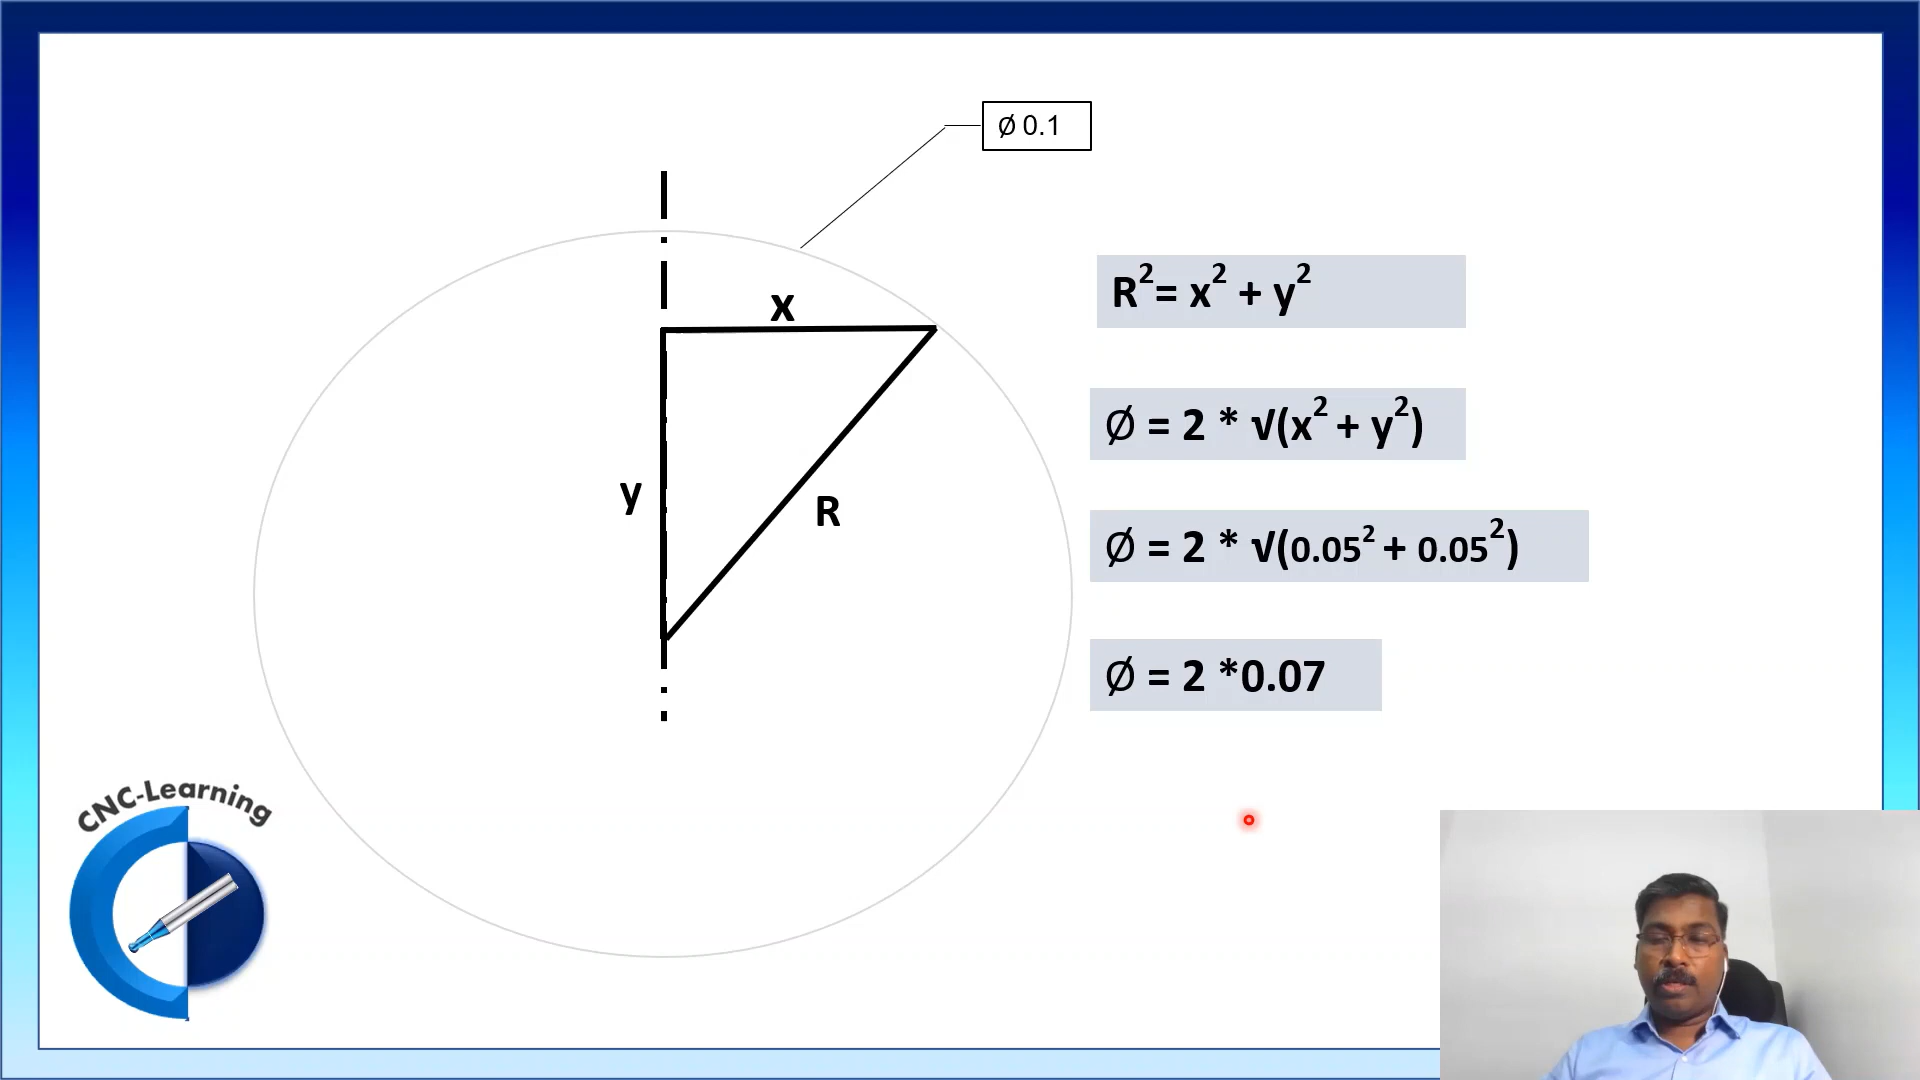 Ø 0.1
x
y
R
R²= x² + y²
Ø = 2 * √(x² + y²)
Ø = 2 * √(0.05² + 0.05²)
Ø = 2 *0.07
CNC-Learning